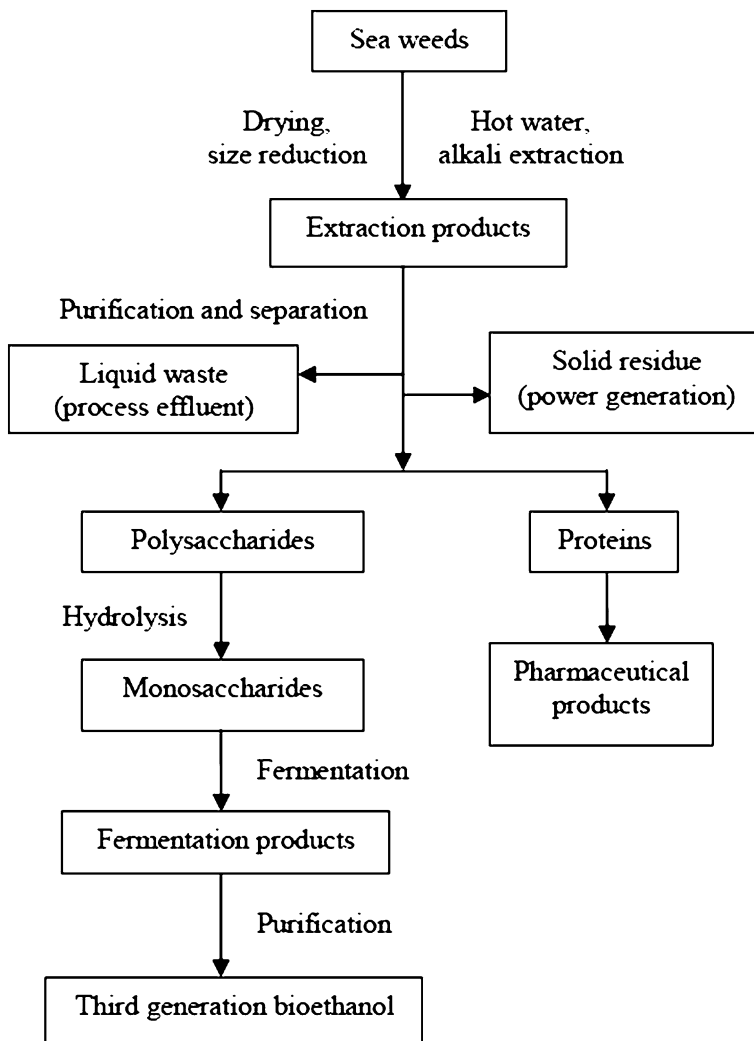 Sea weeds
Drying,
size reduction
Hot water,
alkali extraction
Extraction products
Purification and separation
Liquid waste
(process effluent)
Solid residue
(power generation)
Polysaccharides
Proteins
Hydrolysis
Monosaccharides
Pharmaceutical
products
Fermentation
Fermentation products
Purification
Third generation bioethanol